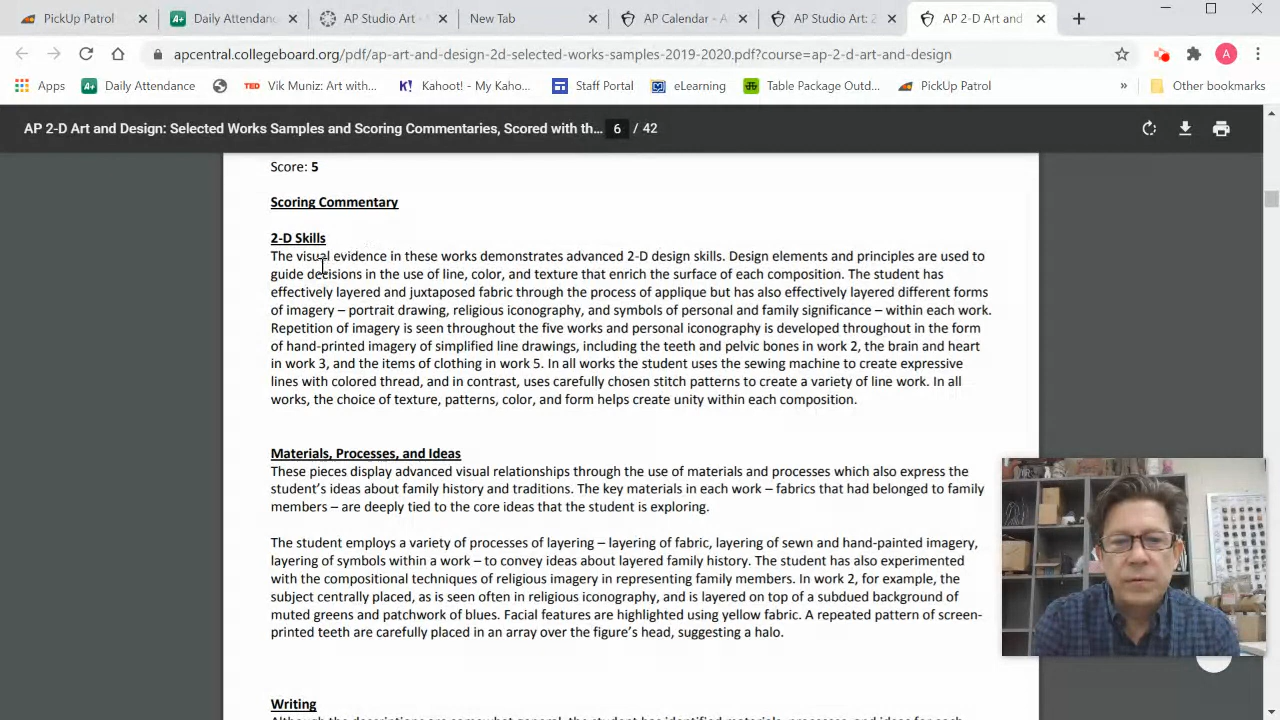 PickUp Patrol
Daily Attendanc
AP Studio Art -
New Tab
AP Calendar - A
AP Studio Art: 2
AP 2-D Art and
apcentral.collegeboard.org/pdf/ap-art-and-design-2d-selected-works-samples-2019-2020.pdf?course=ap-2-d-art-and-design
A
App
A+
Daily Attendance
TED
Vik Muniz: Art with...
K!
Kahoot! - My Kaho...
Staff Portal
eLearning
Table Package Outd...
PickUp Patrol
»
Other bookmarks
AP 2-D Art and Design: Selected Works Samples and Scoring Commentaries, Scored with th... 6 / 42
Score: 5
Scoring Commentary
2-D Skills
The visual evidence in these works demonstrates advanced 2-D design skills. Design elements and principles are used to
guide decisions in the use of line, color, and texture that enrich the surface of each composition. The student has
effectively layered and juxtaposed fabric through the process of applique but has also effectively layered different forms
of imagery – portrait drawing, religious iconography, and symbols of personal and family significance – within each work.
Repetition of imagery is seen throughout the five works and personal iconography is developed throughout in the form
of hand-printed imagery of simplified line drawings, including the teeth and pelvic bones in work 2, the brain and heart
in work 3, and the items of clothing in work 5. In all works the student uses the sewing machine to create expressive
lines with colored thread, and in contrast, uses carefully chosen stitch patterns to create a variety of line work. In all
works, the choice of texture, patterns, color, and form helps create unity within each composition.
Materials, Processes, and Ideas
These pieces display advanced visual relationships through the use of materials and processes which also express the
student's ideas about family history and traditions. The key materials in each work – fabrics that had belonged to family
members – are deeply tied to the core ideas that the student is exploring.
The student employs a variety of processes of layering – layering of fabric, layering of sewn and hand-painted imagery,
layering of symbols within a work – to convey ideas about layered family history. The student has also experimented
with the compositional techniques of religious imagery in representing family members. In work 2, for example, the
subject centrally placed, as is seen often in religious iconography, and is layered on top of a subdued background of
muted greens and patchwork of blues. Facial features are highlighted using yellow fabric. A repeated pattern of screen-
printed teeth are carefully placed in an array over the figure's head, suggesting a halo.
Writing
Although the descriptions are somewhat general, the student has identified materials, processes, and ideas for each